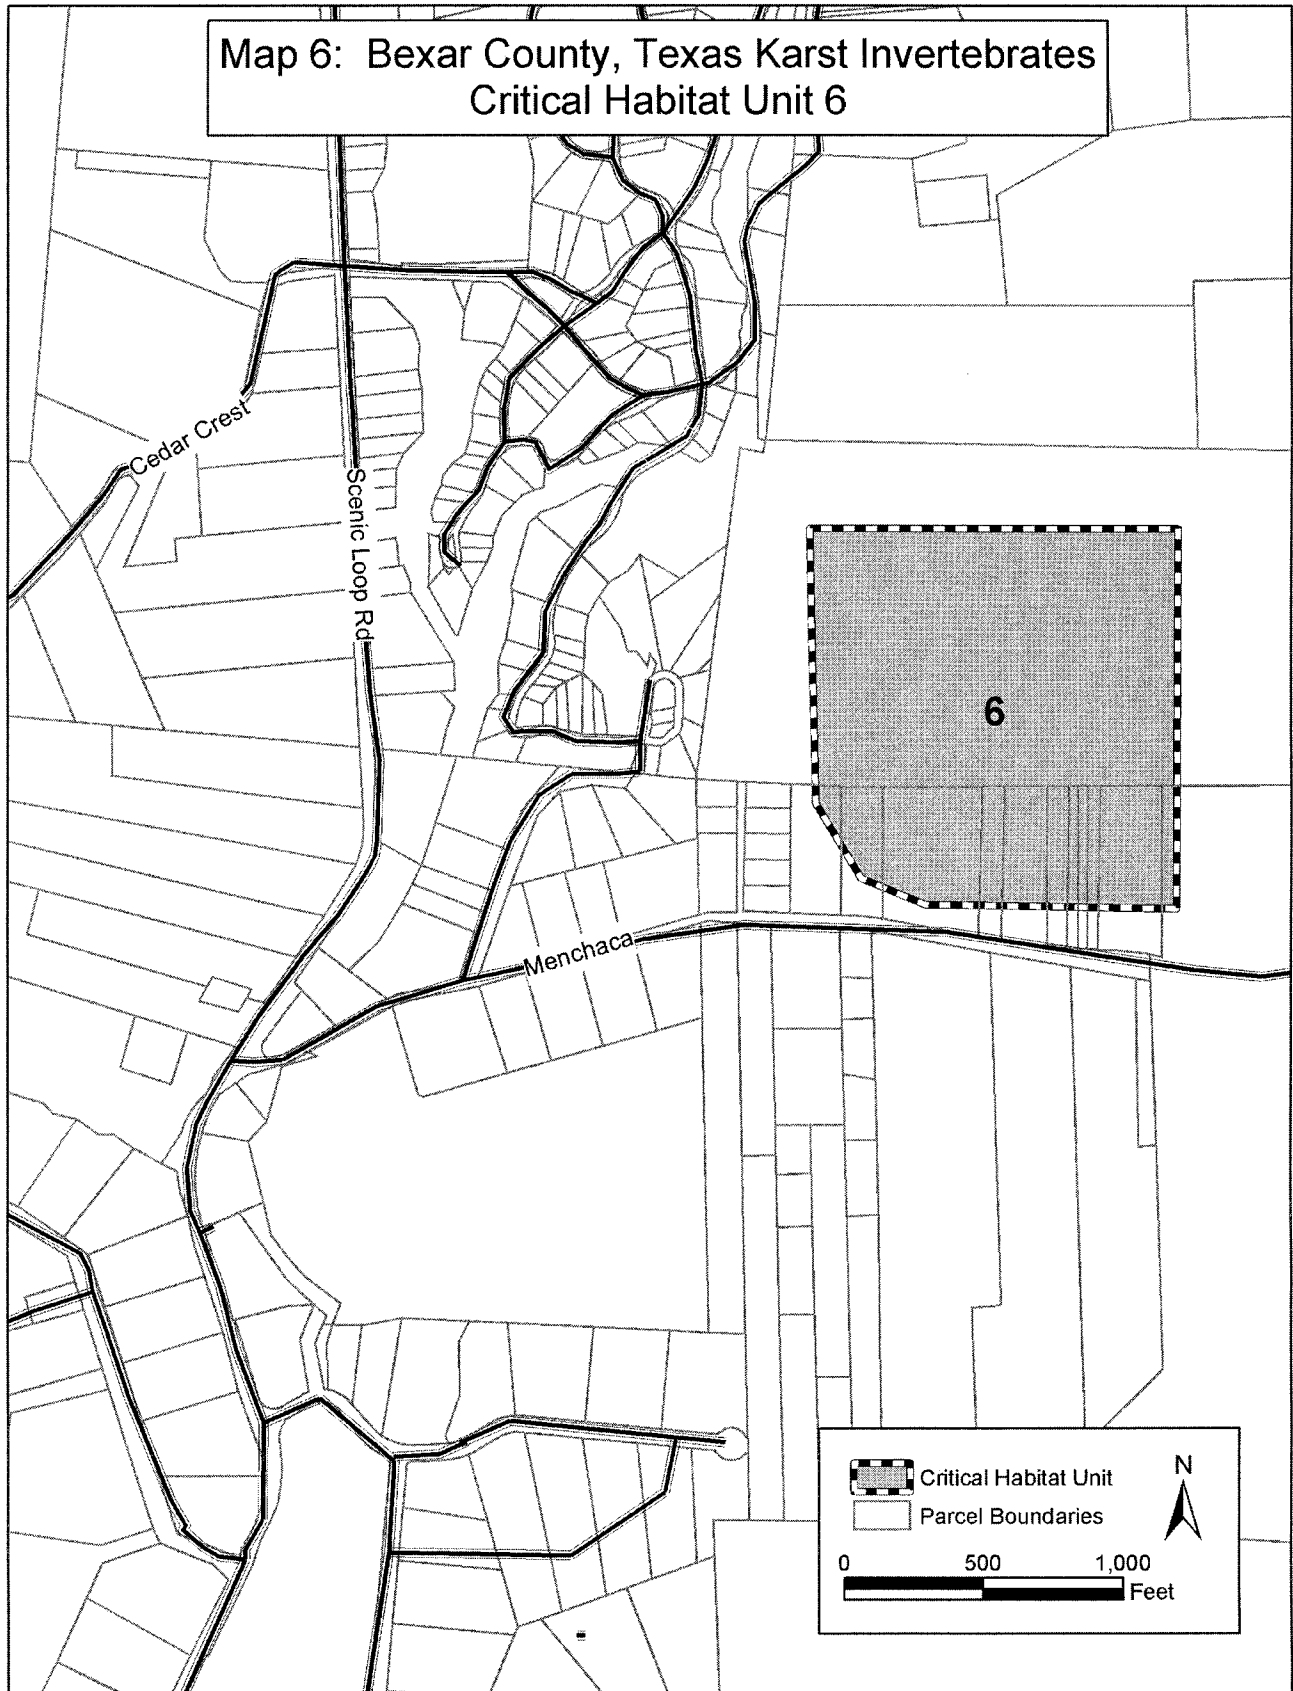 Map 6: Bexar County, Texas Karst Invertebrates
Critical Habitat Unit 6
Cedar Crest
Scenic Loop Rd
6
Menchaca
Critical Habitat Unit
Parcel Boundaries
N
0 500 1,000
Feet